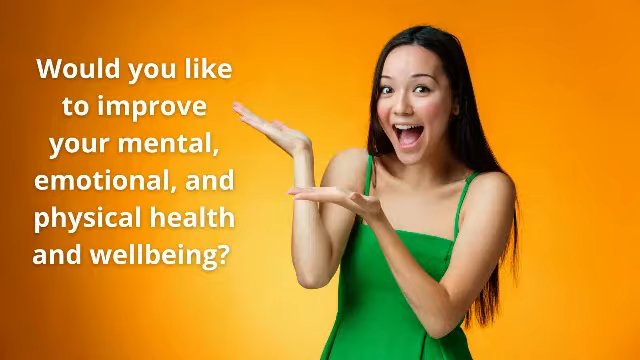 Would you like
to improve
your mental,
emotional, and
physical health
and wellbeing?